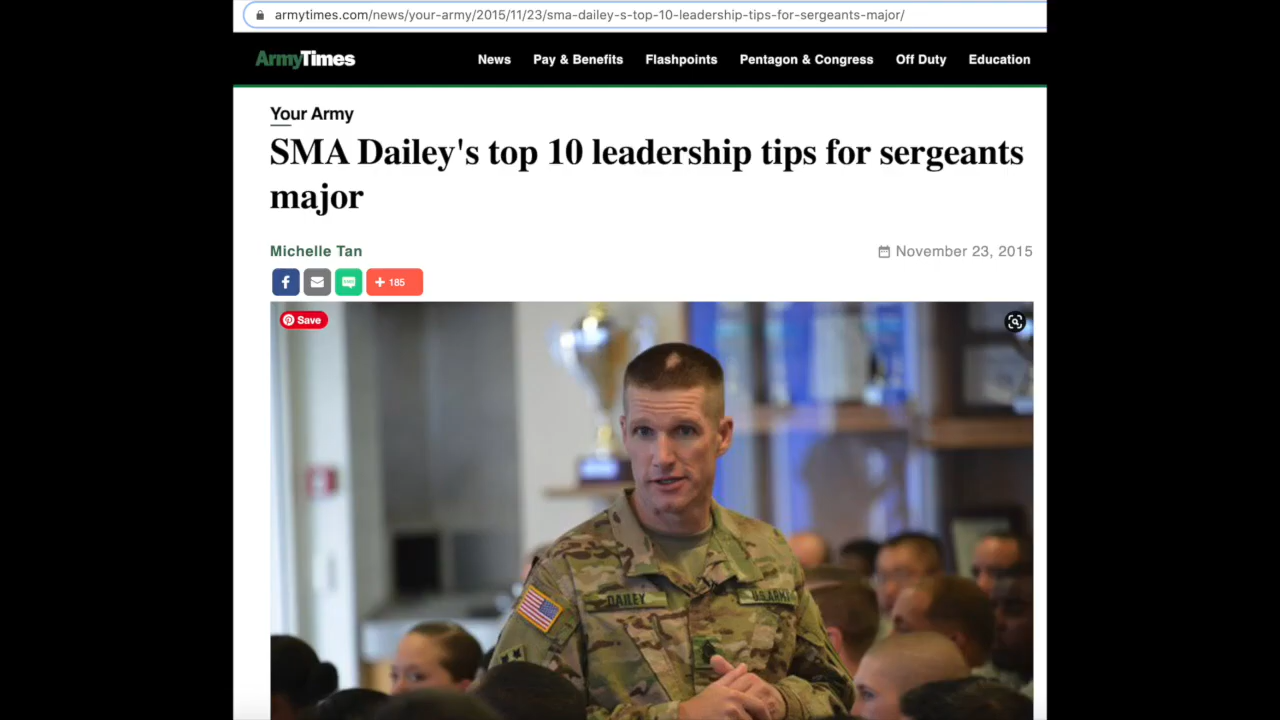 armytimes.com/news/your-army/2015/11/23/sma-dailey-s-top-10-leadership-tips-for-sergeants-major/
ArmyTimes News Pay & Benefits Flashpoints Pentagon & Congress Off Duty Education
Your Army
SMA Dailey's top 10 leadership tips for sergeants
major
Michelle Tan November 23, 2015
185
Save
DAILEY U.S. ARMY